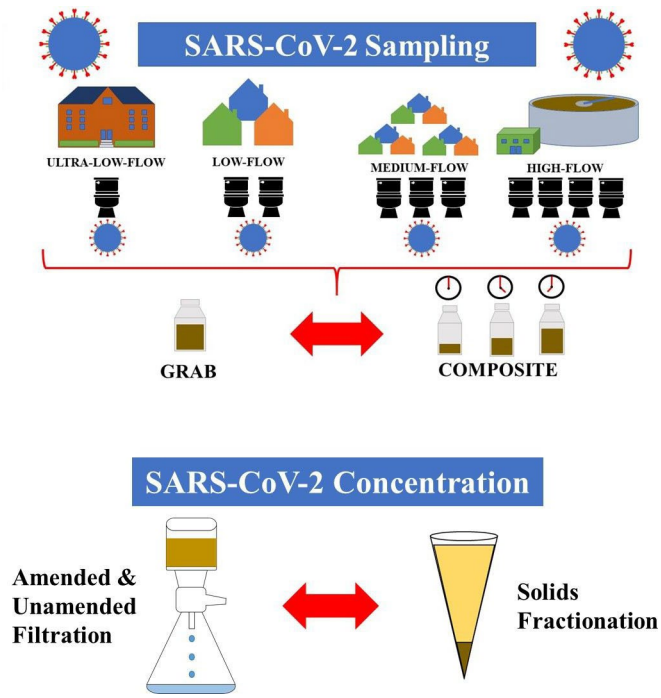 SARS-CoV-2 Sampling
ULTRA-LOW-FLOW
LOW-FLOW
MEDIUM-FLOW
HIGH-FLOW
GRAB
COMPOSITE
SARS-CoV-2 Concentration
Amended &
Unamended
Filtration
Solids
Fractionation